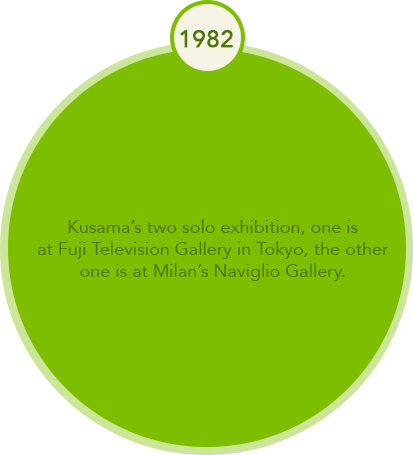 1982
Kusama’s two solo exhibition, one is
at Fuji Television Gallery in Tokyo, the other
one is at Milan’s Naviglio Gallery.